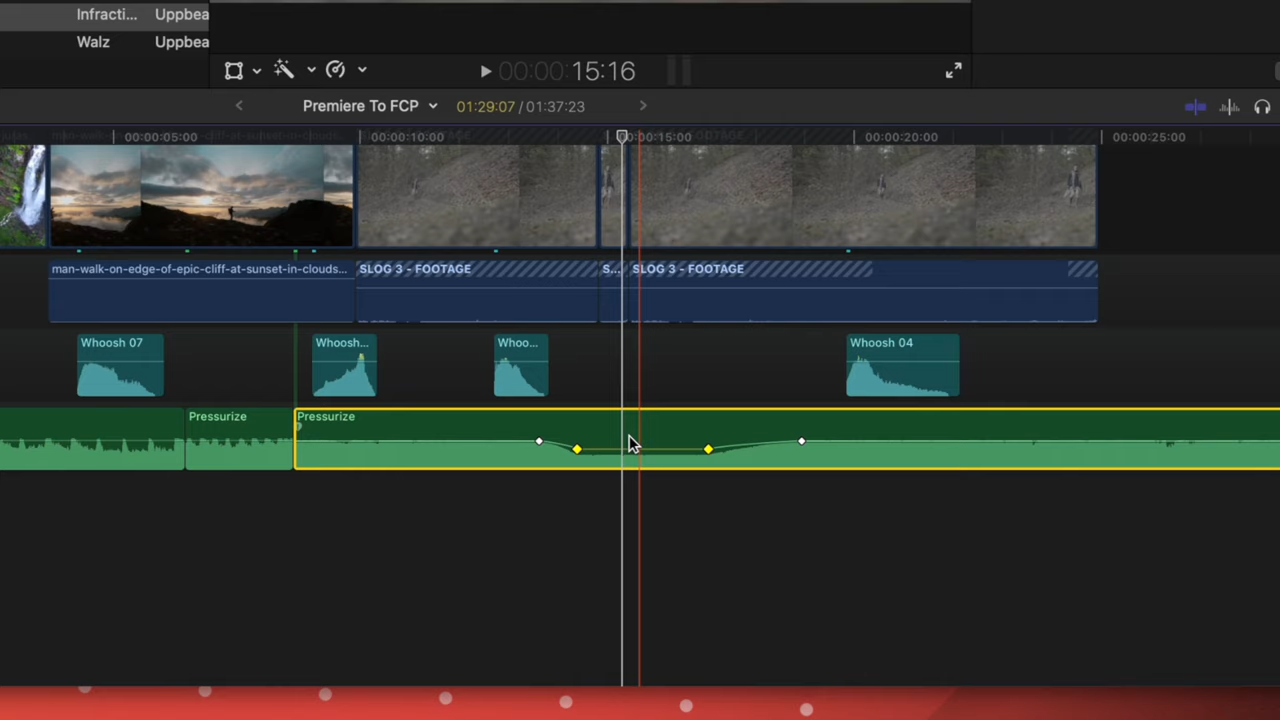 Infracti... Uppbea
Walz Uppbea
00:00:15:16
Premiere To FCP 01:29:07 / 01:37:23
00:00:05:00 00:00:10:00 00:00:15:00 00:00:20:00 00:00:25:00
man-walk-on-edge-of-epic-cliff-at-sunset-in-clouds... SLOG 3 - FOOTAGE S... SLOG 3 - FOOTAGE
Whoosh 07 Whoosh... Whoo... Whoosh 04
Pressurize Pressurize